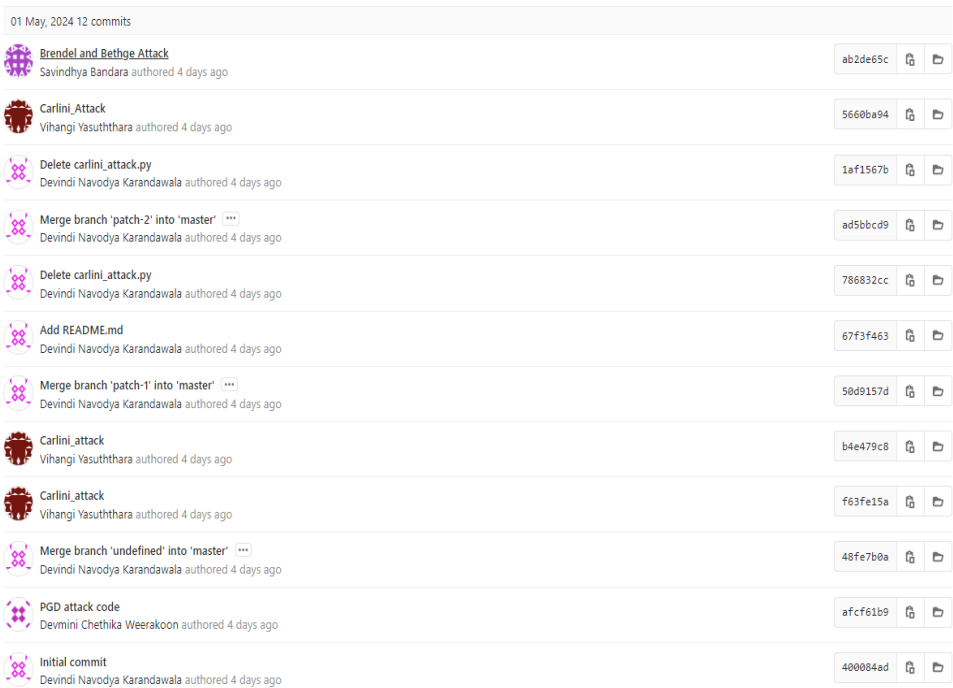 01 May, 2024 12 commits
Brendel and Bethge Attack
Savindhya Bandara authored 4 days ago
ab2de65c
Carlini_Attack
Vihangi Yasuththara authored 4 days ago
5660ba94
Delete carlini_attack.py
Devindi Navodya Karandawala authored 4 days ago
1af1567b
Merge branch 'patch-2' into 'master'
Devindi Navodya Karandawala authored 4 days ago
ad5bbcd9
Delete carlini_attack.py
Devindi Navodya Karandawala authored 4 days ago
786832cc
Add README.md
Devindi Navodya Karandawala authored 4 days ago
67f3f463
Merge branch 'patch-1' into 'master'
Devindi Navodya Karandawala authored 4 days ago
50d9157d
Carlini_attack
Vihangi Yasuththara authored 4 days ago
b4e479c8
Carlini_attack
Vihangi Yasuththara authored 4 days ago
f63fe15a
Merge branch 'undefined' into 'master'
Devindi Navodya Karandawala authored 4 days ago
48fe7b0a
PGD attack code
Devmini Chethika Weerakoon authored 4 days ago
afcf61b9
Initial commit
Devindi Navodya Karandawala authored 4 days ago
400084ad